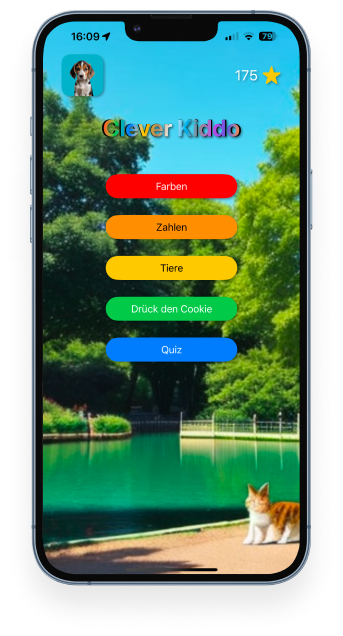 16:09
79
175
Clever Kiddo
Farben
Zahlen
Tiere
Drück den Cookie
Quiz